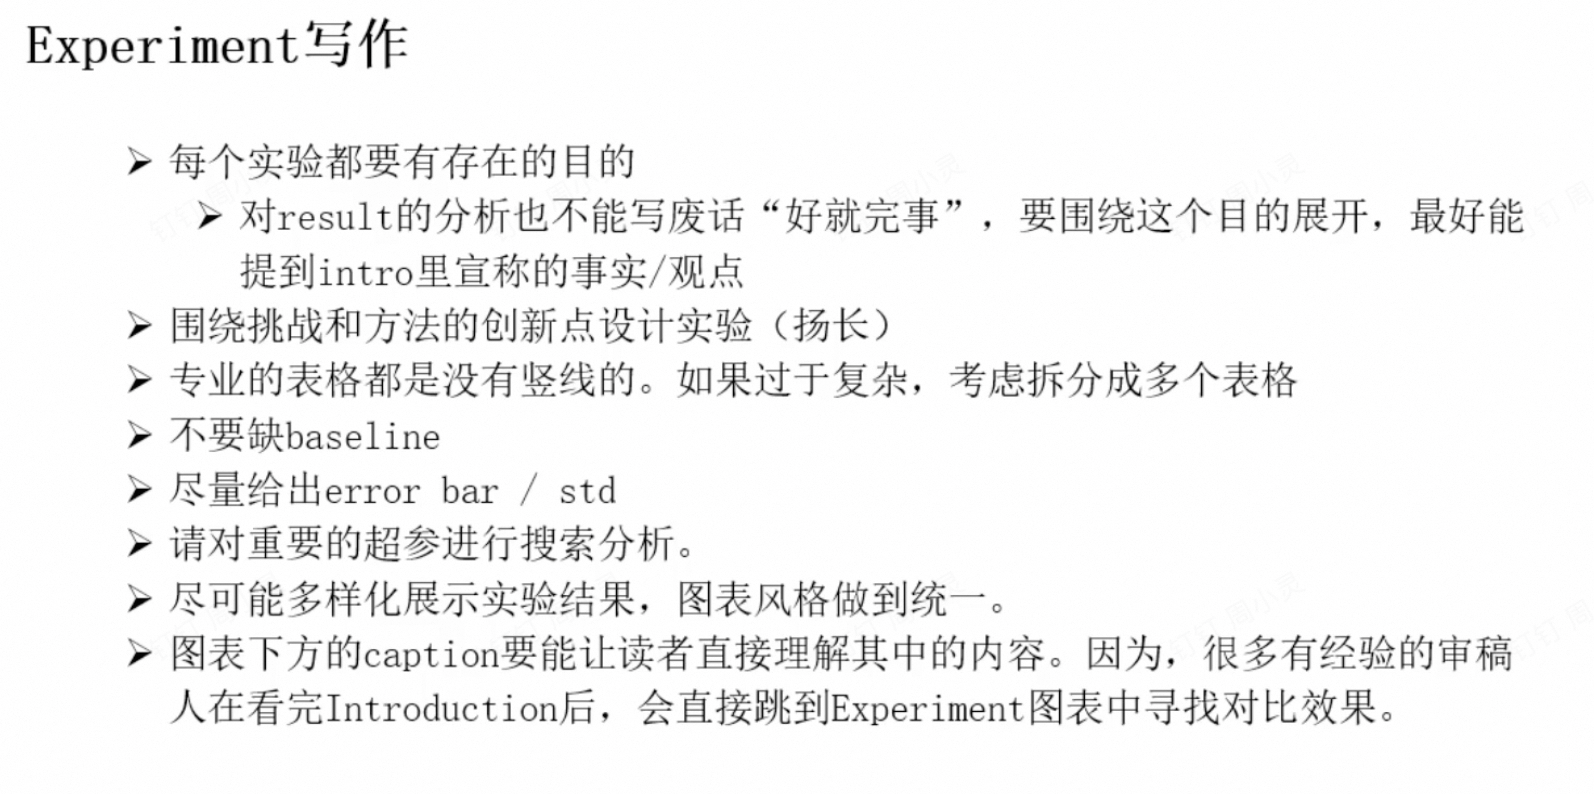 Experiment写作
➢ 每个实验都要有存在的目的
➢ 对result的分析也不能写废话“好就完事”，要围绕这个目的展开，最好能
提到intro里宣称的事实/观点
➢ 围绕挑战和方法的创新点设计实验（扬长）
➢ 专业的表格都是没有竖线的。如果过于复杂，考虑拆分成多个表格
➢ 不要缺baseline
➢ 尽量给出error bar / std
➢ 请对重要的超参进行搜索分析。
➢ 尽可能多样化展示实验结果，图表风格做到统一。
➢ 图表下方的caption要能让读者直接理解其中的内容。因为，很多有经验的审稿
人在看完Introduction后，会直接跳到Experiment图表中寻找对比效果。